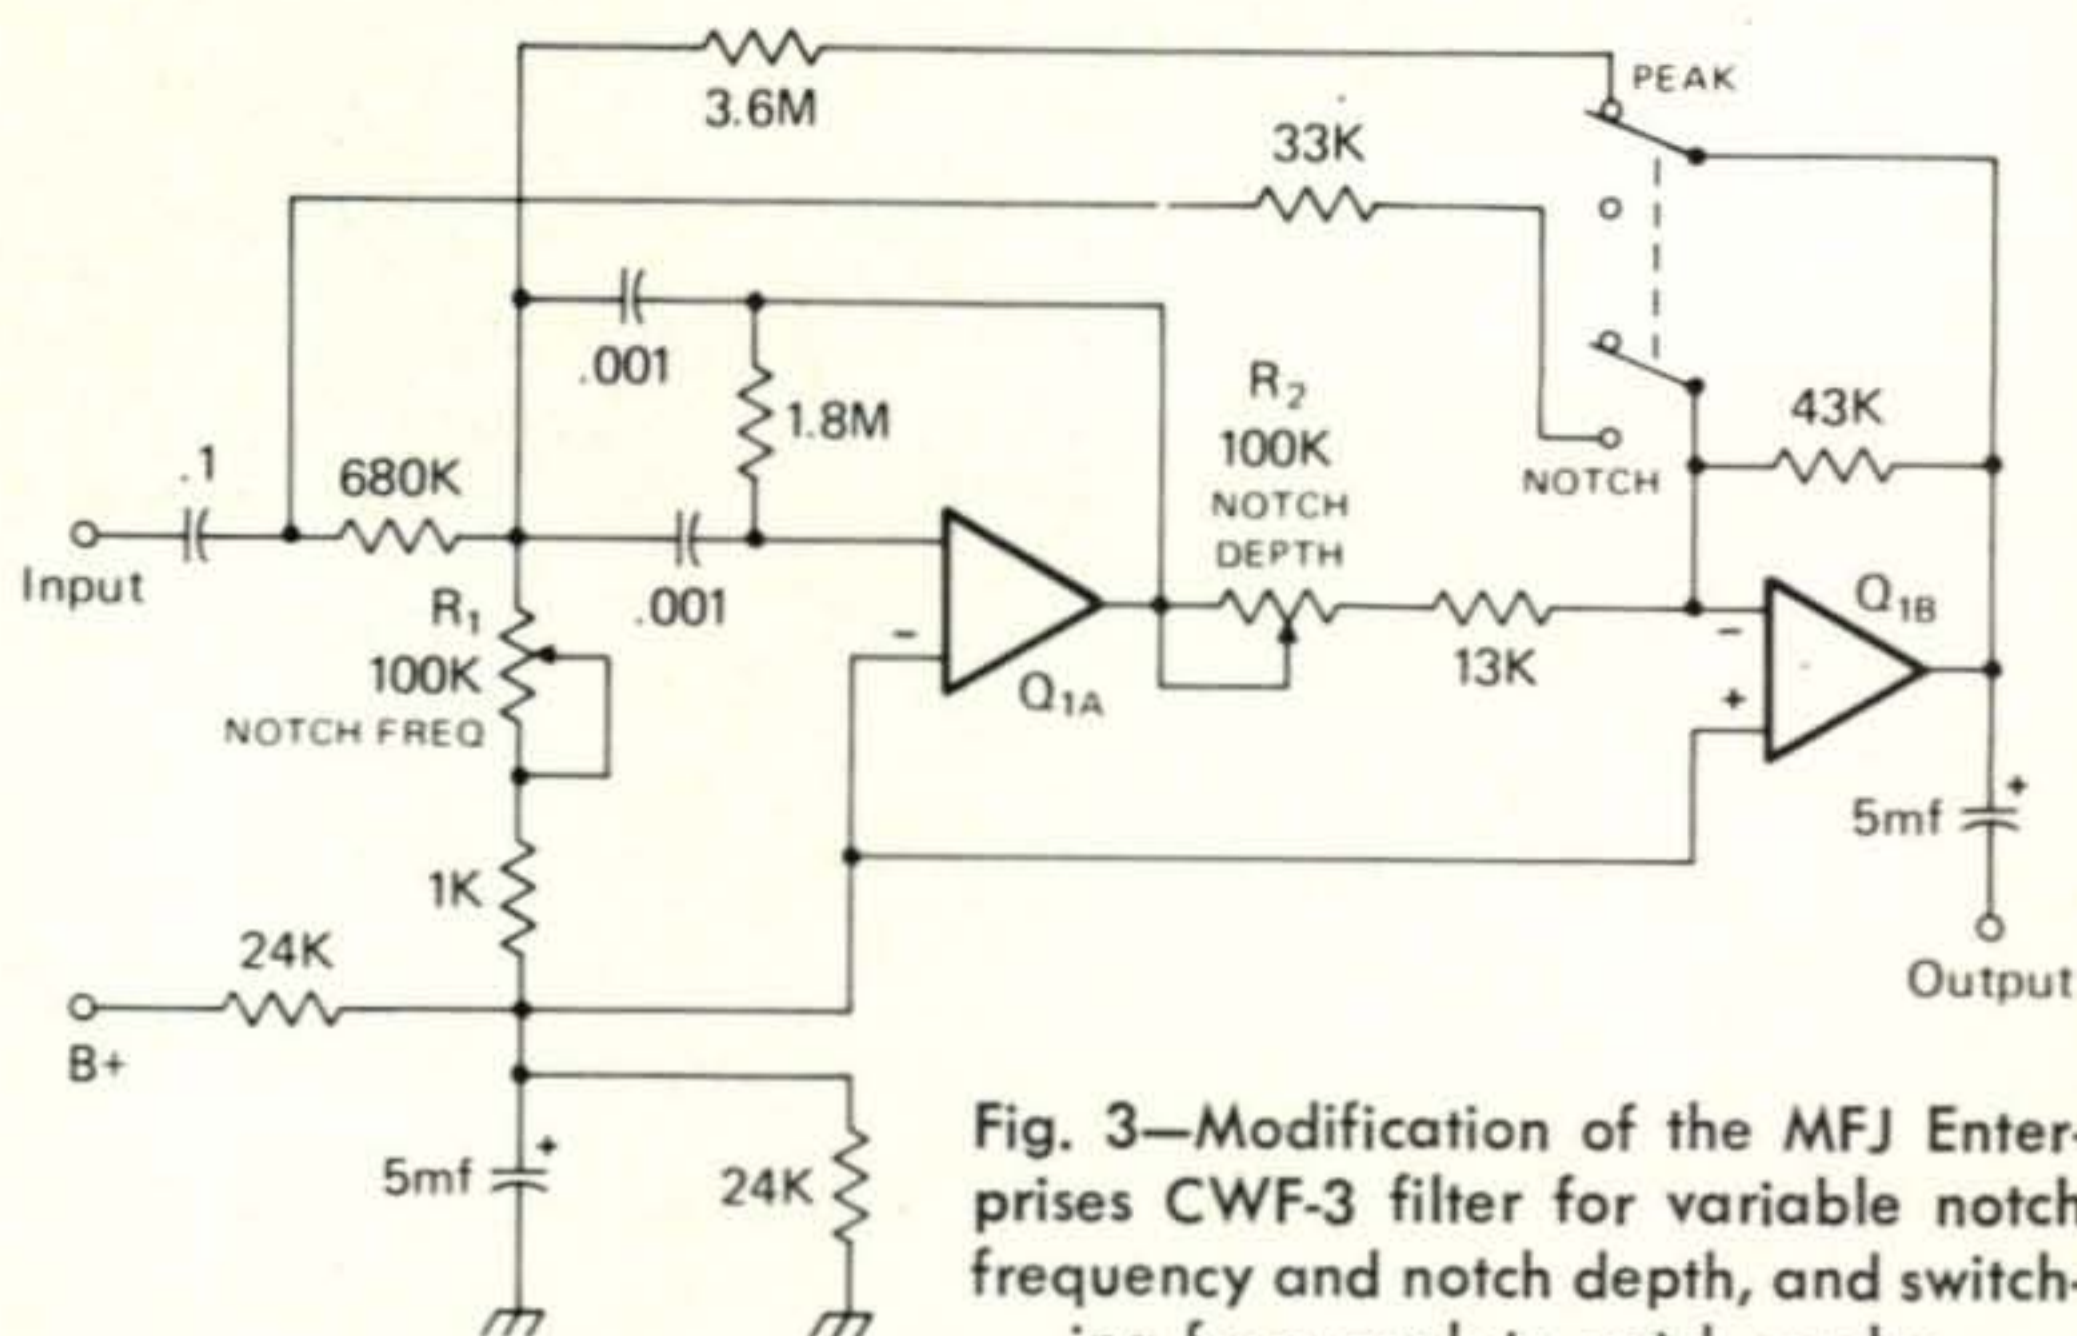 3.6M
PEAK
33K
.001
1.8M
R2
100K
NOTCH
DEPTH
43K
NOTCH
.1
680K
Input
R1
100K
NOTCH FREQ
.001
−
Q1A
13K
Q1B
−
+
1K
5mf
+
Output
24K
B+
5mf
+
24K
Fig. 3—Modification of the MFJ Enter-
prises CWF-3 filter for variable notch
frequency and notch depth, and switch-